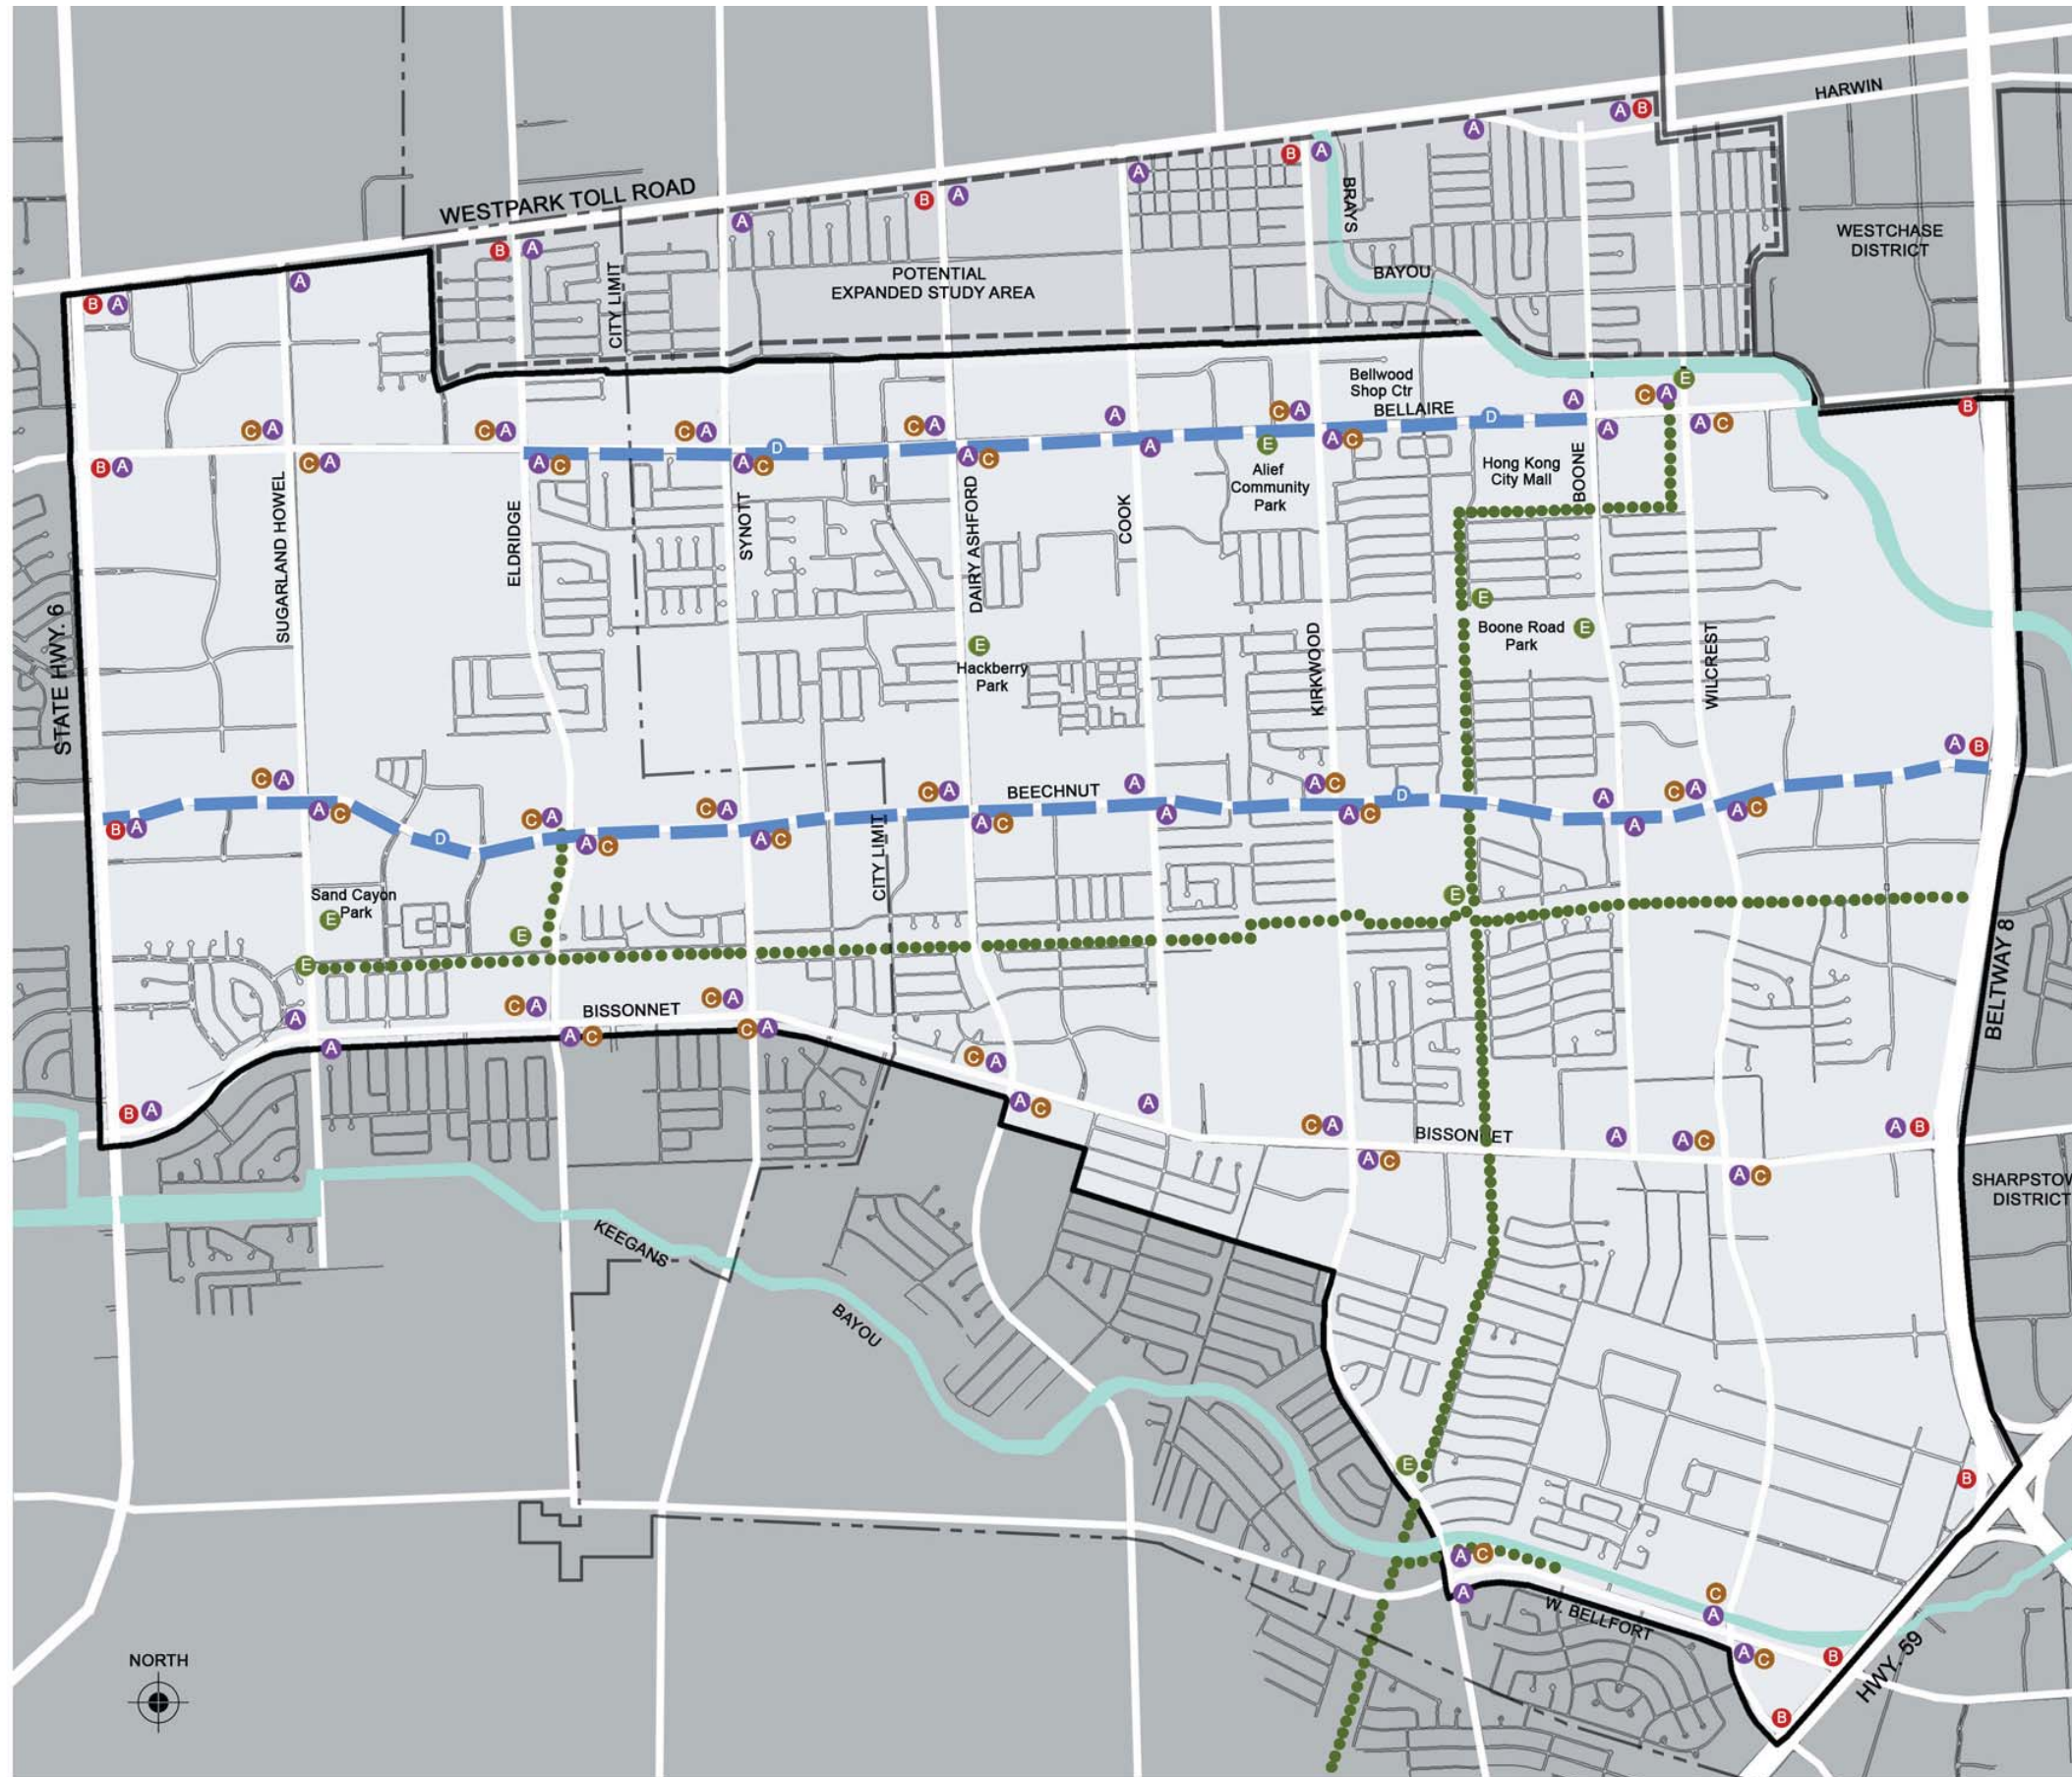 HARWIN
A B
A
WESTPARK TOLL ROAD
B A
BRAYS
A
B A
WESTCHASE
DISTRICT
A
B A
BAYOU
POTENTIAL
EXPANDED STUDY AREA
CITY LIMIT
A
B A
Bellwood
Shop Ctr
E
C A
B
BELLAIRE
C A
A
D
A
C A
C A
C A
C A
A
A
A C
D
E
A C
A
B A
C A
A C
A C
A C
Alief
Community
Park
Hong Kong
City Mall
BOONE
SUGARLAND HOWEL
ELDRIDGE
SYNOTT
DAIRY ASHFORD
COOK
E
Boone Road
Park
E
E
Hackberry
Park
KIRKWOOD
WILCREST
STATE HWY. 6
A B
C A
C A
BEECHNUT
A
A C
D
A
C A
A C
C A
C A
A C
A
A C
A
A C
B A
D
A C
A C
CITY LIMIT
Sand Cayon
Park
E
E
E
E
BELTWAY 8
C A
BISSONNET
C A
A
A
A C
C A
C A
A C
A
B A
C A
BISSONNET
A
A C
A B
A C
A C
SHARPSTOW
DISTRICT
KEEGANS
BAYOU
E
B
A C
A
C
A
W. BELLFORT
A C
B
HWY. 59
NORTH
B